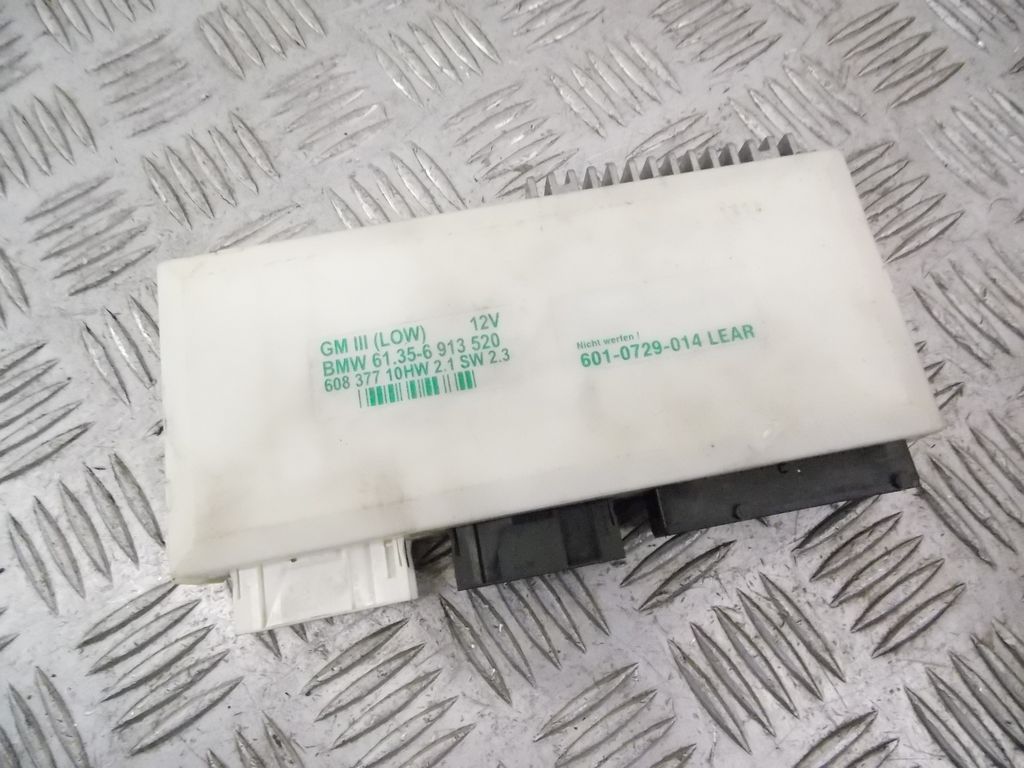 GM III (LOW) 12V
BMW 61.35-6 913 520
608 377 10HW 2.1 SW 2.3
Nicht werfen !
601-0729-014 LEAR